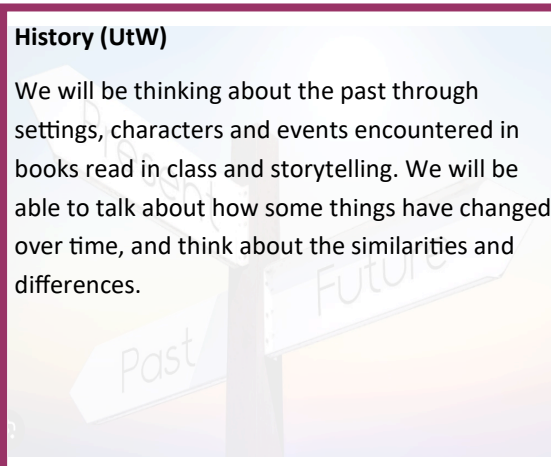 History (UtW)
We will be thinking about the past through
settings, characters and events encountered in
books read in class and storytelling. We will be
able to talk about how some things have changed
over time, and think about the similarities and
differences.
Present
Future
Past